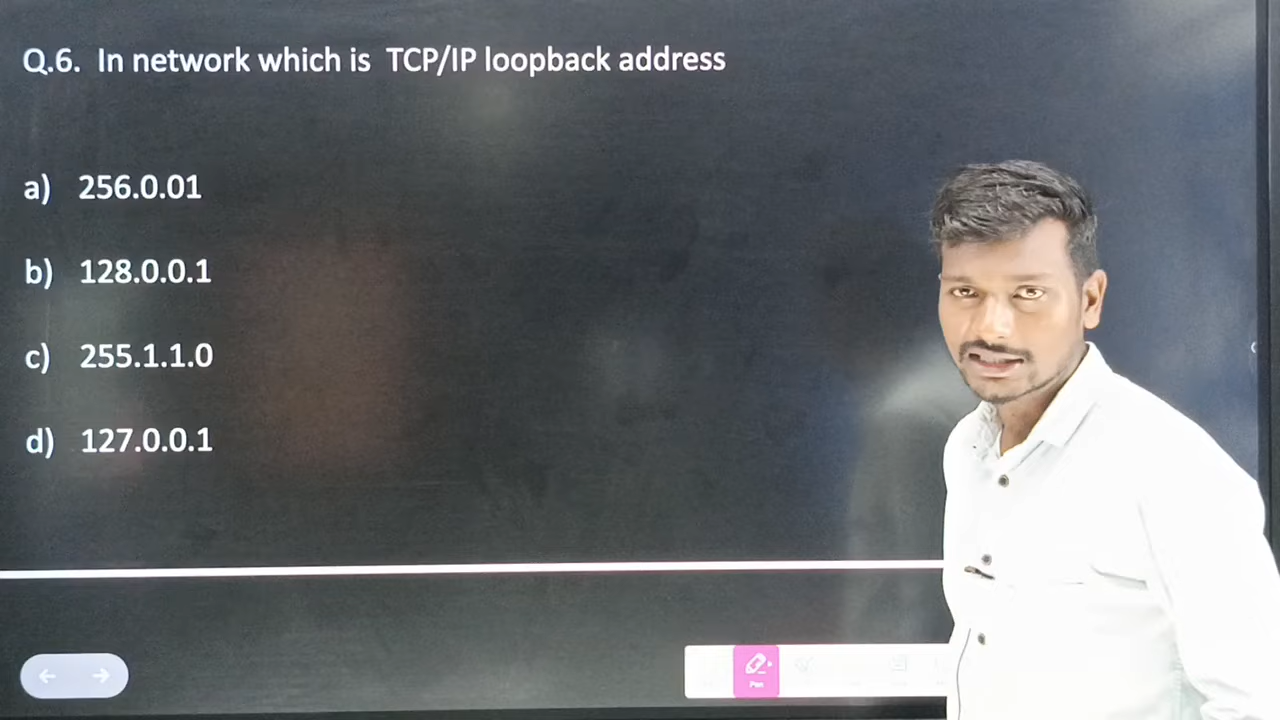 Q.6. In network which is TCP/IP loopback address
a) 256.0.01
b) 128.0.0.1
c) 255.1.1.0
d) 127.0.0.1
Pen